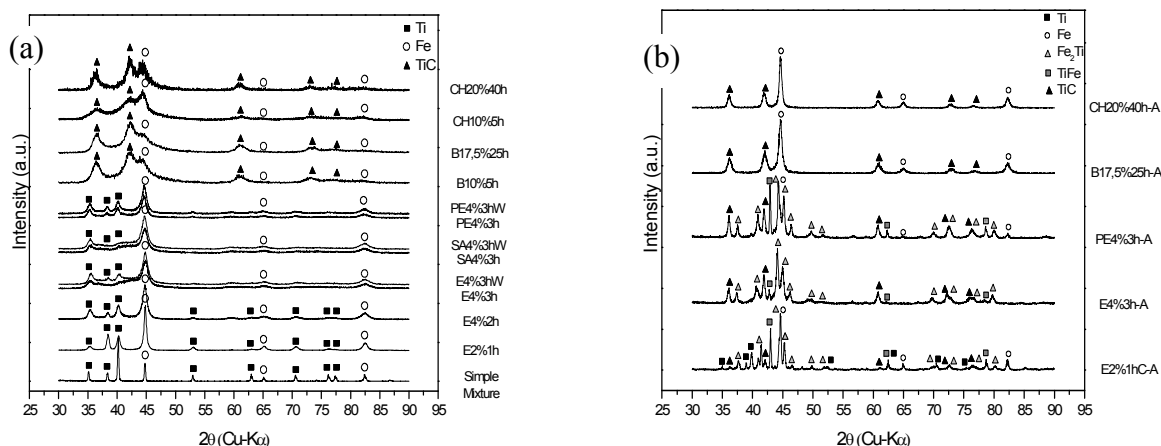 (a)
■ Ti
○ Fe
▲ TiC
CH20%40h
CH10%5h
B17,5%25h
B10%5h
PE4%3hW
PE4%3h
SA4%3hW
SA4%3h
E4%3hW
E4%3h
E4%2h
E2%1h
Simple
Mixture
Intensity (a.u.)
25 30 35 40 45 50 55 60 65 70 75 80 85 90
2θ (Cu-Kα)
(b)
■ Ti
○ Fe
△ Fe₂Ti
■ TiFe
▲ TiC
CH20%40h-A
B17,5%25h-A
PE4%3h-A
E4%3h-A
E2%1hC-A
Intensity (a.u.)
30 35 40 45 50 55 60 65 70 75 80 85 90
2θ (Cu-Kα)